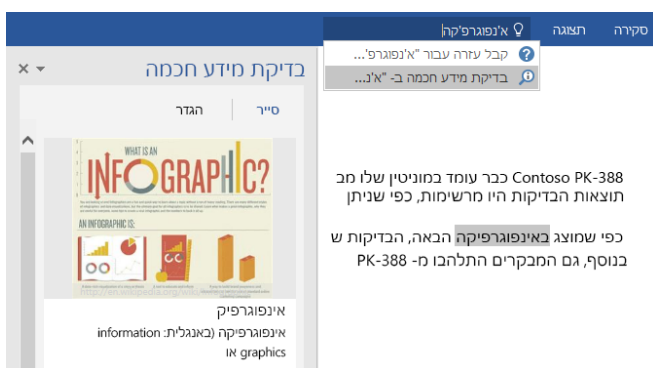 סקירה
תצוגה
א'נפוגרפ'קה
קבל עזרה עבור "א'נפוגרפ'...
בדיקת מידע חכמה ב- "א'נ...
בדיקת מידע חכמה
סייר
הגדר
WHAT IS AN
INFOGRAPHIC?
AN INFOGRAPHIC IS:
אינפוגרפיק
אינפוגרפיקה (באנגלית: information
graphics או
Contoso PK-388 כבר עומד במוניטין שלו מב
תוצאות הבדיקות היו מרשימות, כפי שניתן
כפי שמוצג באינפוגרפיקה הבאה, הבדיקות ש
בנוסף, גם המבקרים התלהבו מ- PK-388